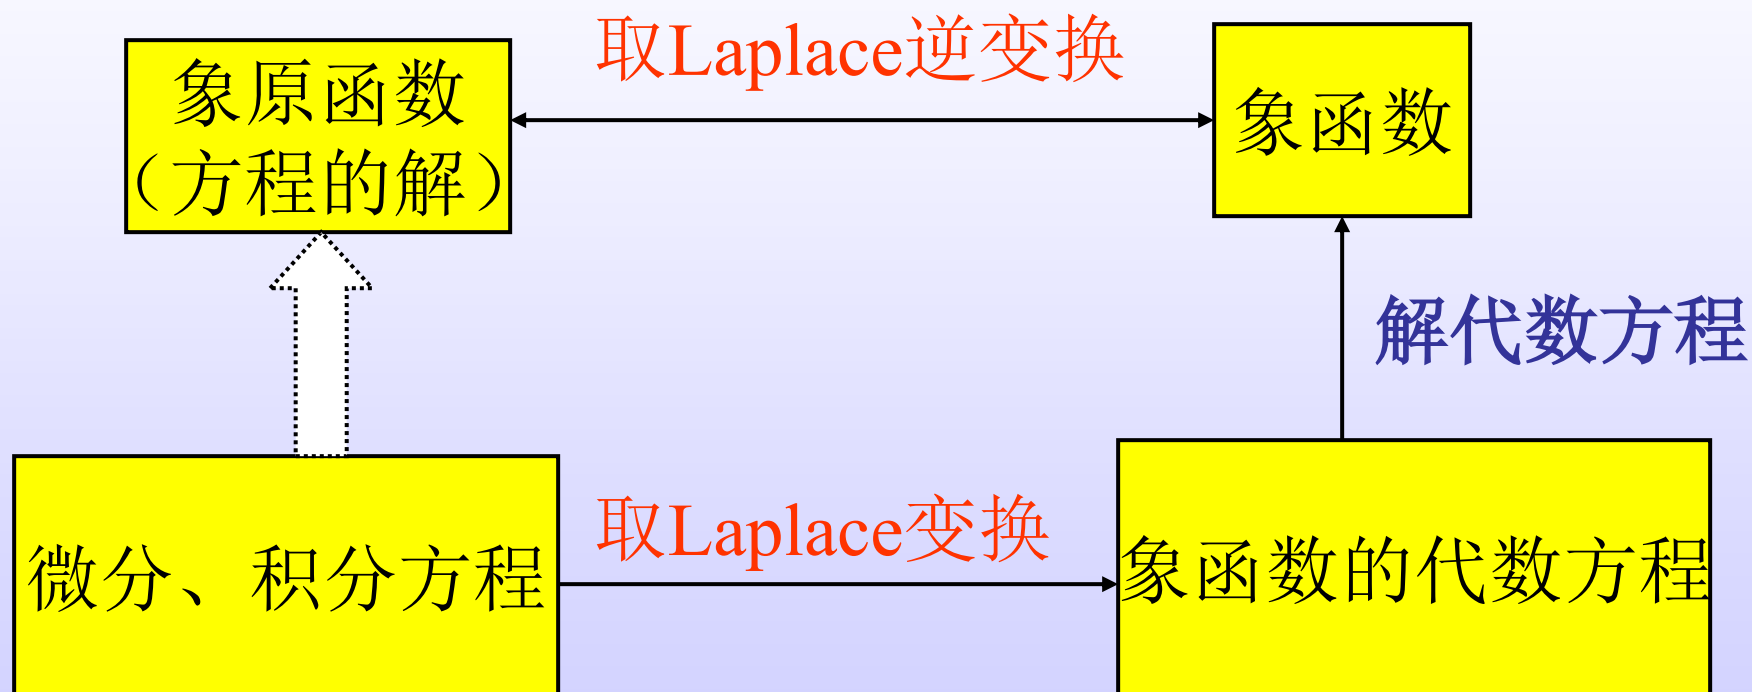 取Laplace逆变换
象原函数
（方程的解）
象函数
解代数方程
取Laplace变换
微分、积分方程
象函数的代数方程